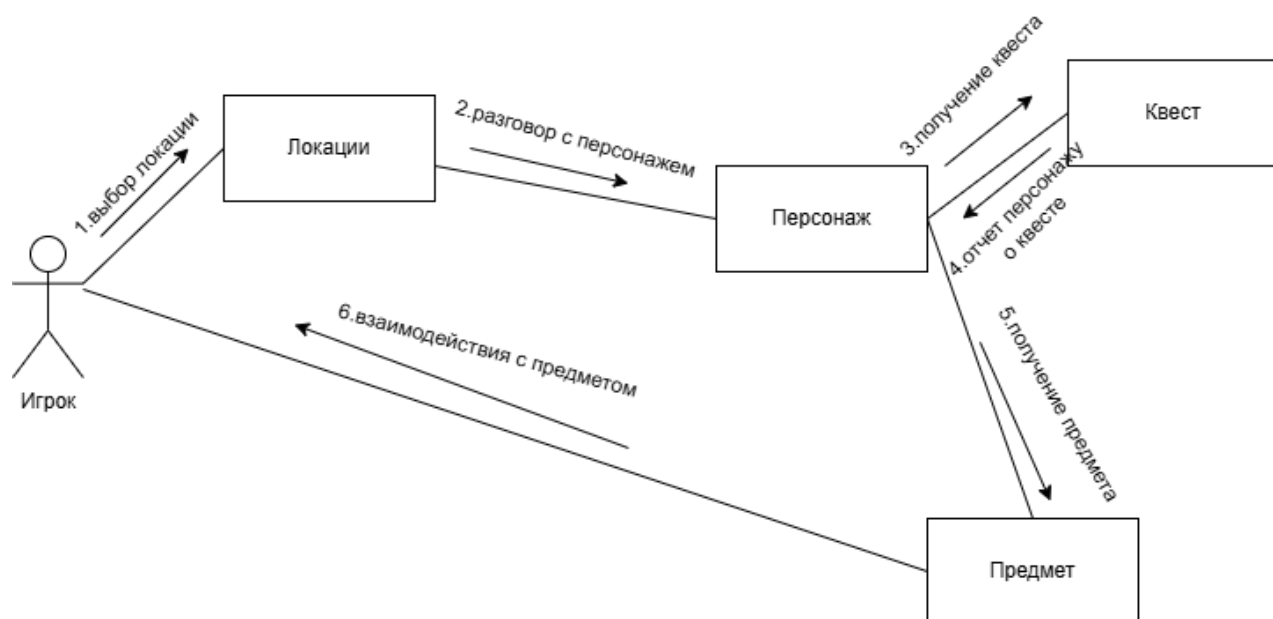 1.выбор локации
Локации
2.разговор с персонажем
Персонаж
3.получение квеста
Квест
4.отчет персонажу
о квесте
5.получение предмета
Предмет
6.взаимодействия с предметом
Игрок